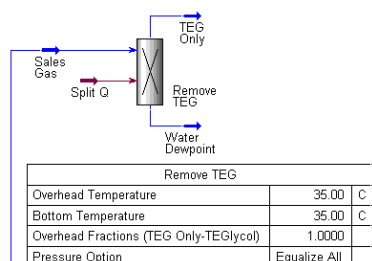 TEG
Only
Sales
Gas
Split Q
Remove
TEG
Water
Dewpoint
Remove TEG
Overhead Temperature 35.00 C
Bottom Temperature 35.00 C
Overhead Fractions (TEG Only-TEGlycol) 1.0000
Pressure Option Equalize All